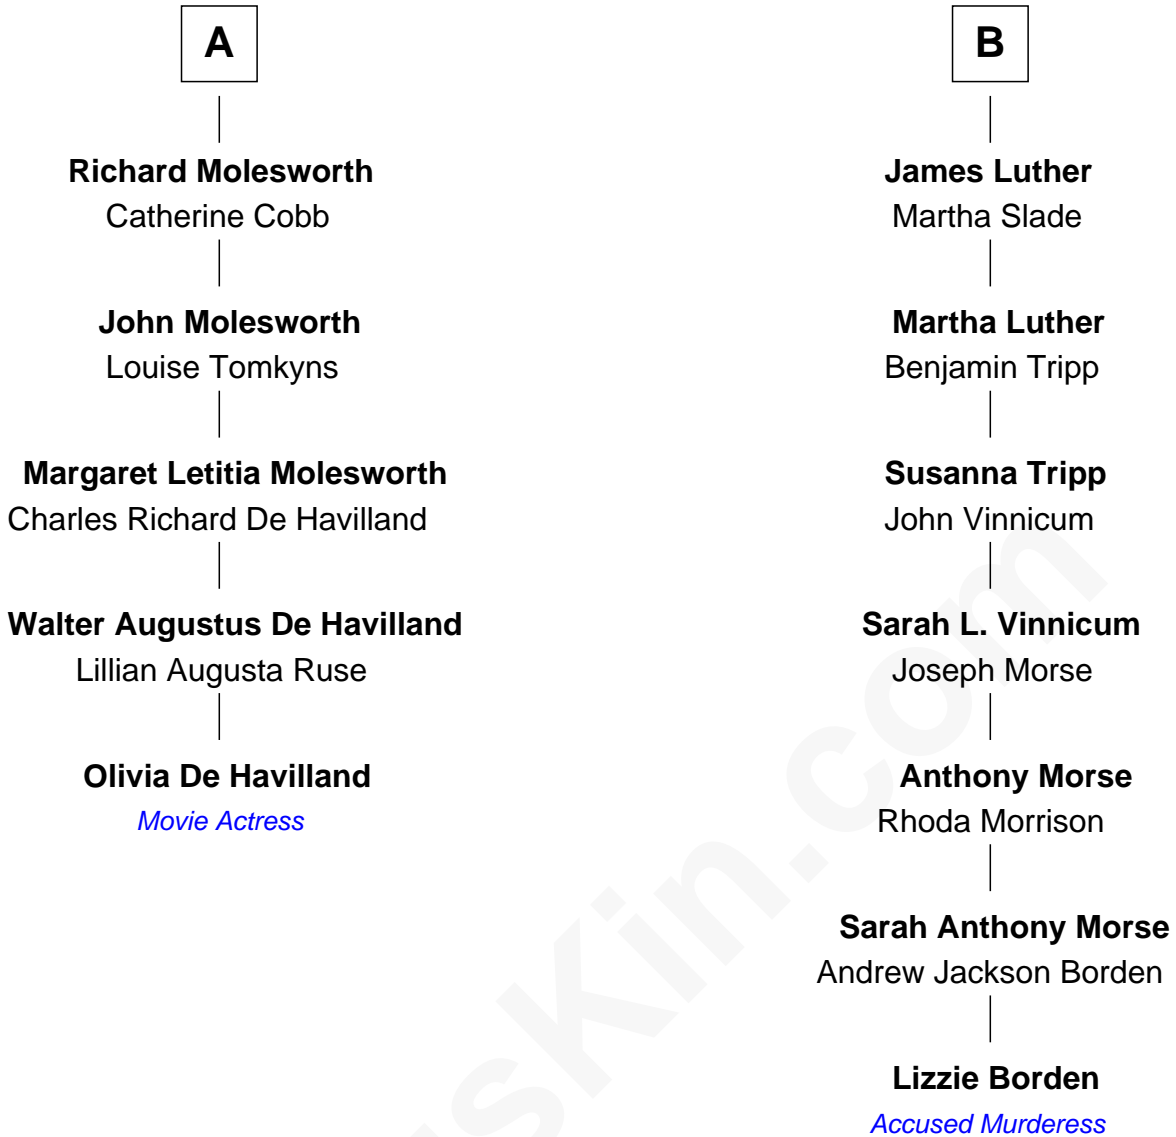 A
Richard Molesworth
Catherine Cobb
John Molesworth
Louise Tomkyns
Margaret Letitia Molesworth
Charles Richard De Havilland
Walter Augustus De Havilland
Lillian Augusta Ruse
Olivia De Havilland
Movie Actress
B
James Luther
Martha Slade
Martha Luther
Benjamin Tripp
Susanna Tripp
John Vinnicum
Sarah L. Vinnicum
Joseph Morse
Anthony Morse
Rhoda Morrison
Sarah Anthony Morse
Andrew Jackson Borden
Lizzie Borden
Accused Murderess
usKin.com